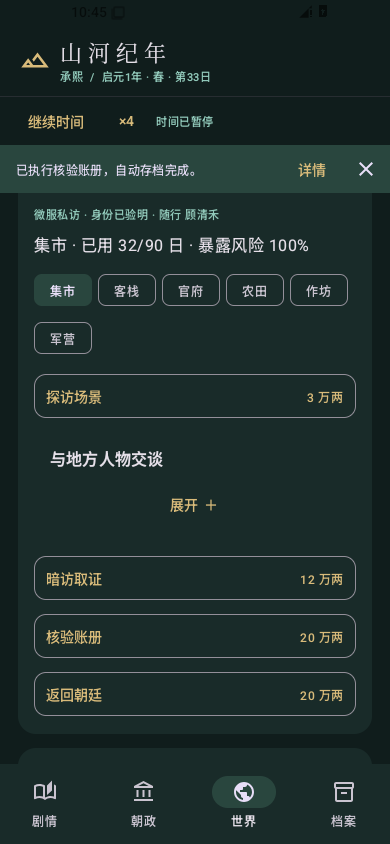 10:45
山河纪年
承熙 / 启元1年 · 春 · 第33日
继续时间 ×4 时间已暂停
已执行核验账册，自动存档完成。 详情
微服私访 · 身份已验明 · 随行 顾清禾
集市 · 已用 32/90 日 · 暴露风险 100%
集市 客栈 官府 农田 作坊
军营
探访场景 3 万两
与地方人物交谈
展开 ＋
暗访取证 12 万两
核验账册 20 万两
返回朝廷 20 万两
剧情 朝政 世界 档案